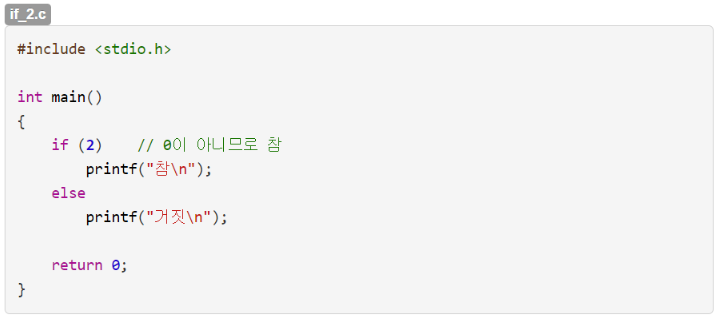 if_2.c
#include <stdio.h>
int main()
{
    if (2)    // 0이 아니므로 참
        printf("참\n");
    else
        printf("거짓\n");
    return 0;
}